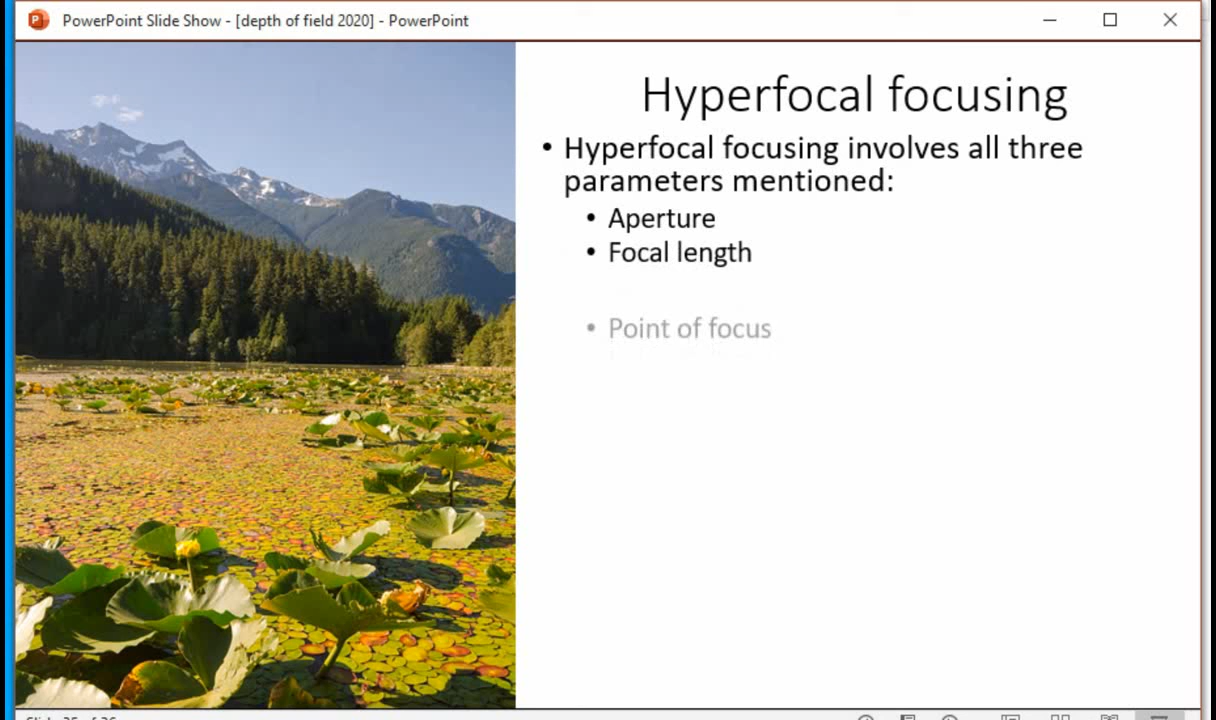 PowerPoint Slide Show - [depth of field 2020] - PowerPoint
Hyperfocal focusing
• Hyperfocal focusing involves all three
parameters mentioned:
• Aperture
• Focal length
• Point of focus